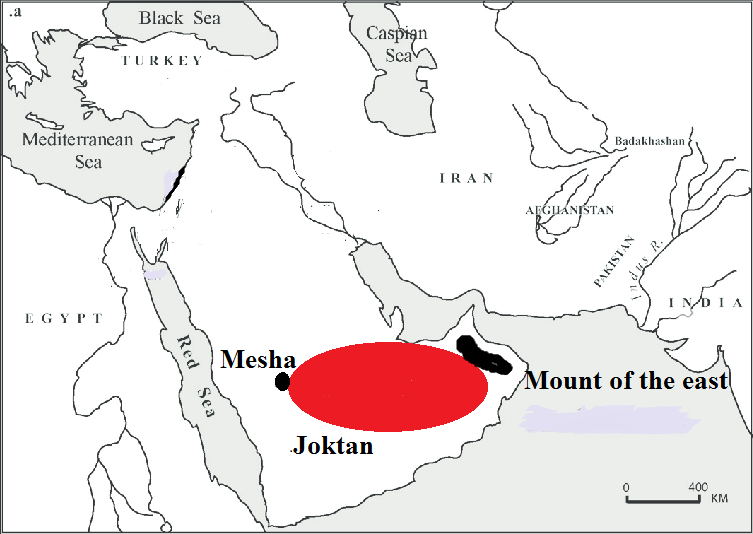 .a
Black Sea
Caspian
Sea
TURKEY
Mediterranean
Sea
Badakhashan
IRAN
AFGHANISTAN
PAKISTAN
Indus R.
INDIA
EGYPT
Red Sea
Mesha
Mount of the east
Joktan
0 400
KM